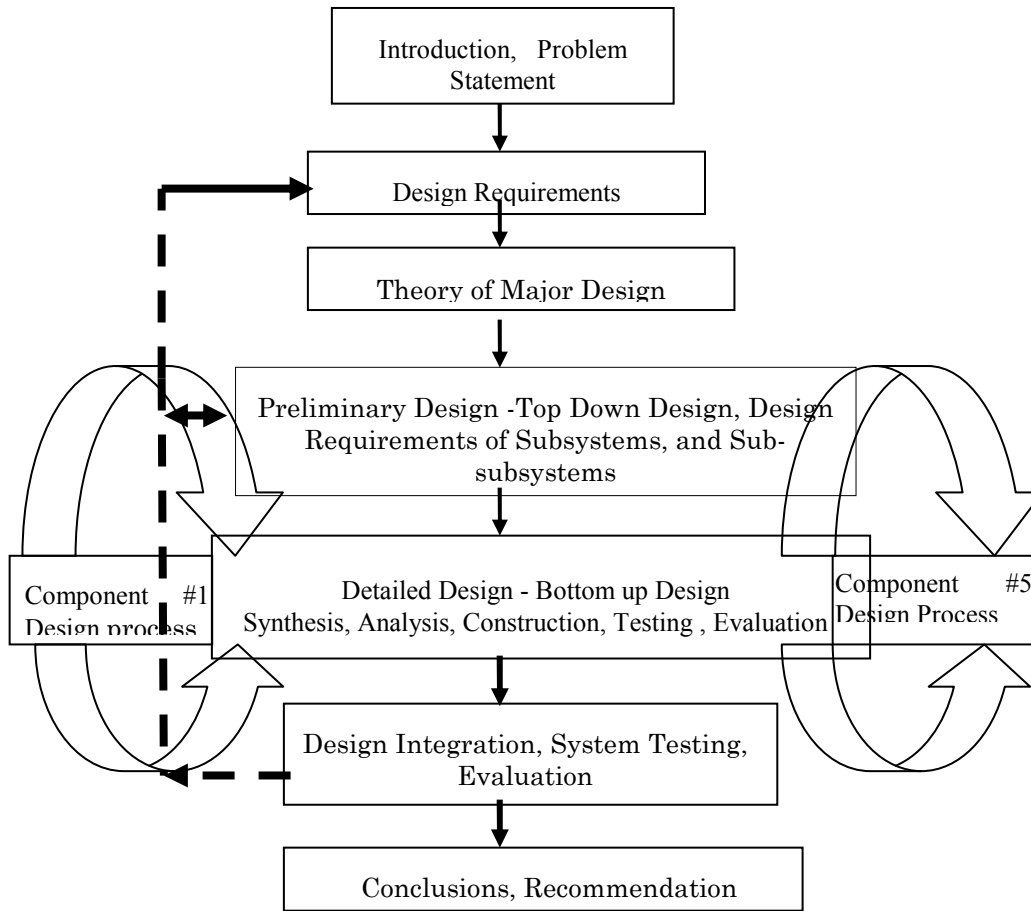 Introduction, Problem
Statement
Design Requirements
Theory of Major Design
Preliminary Design -Top Down Design, Design
Requirements of Subsystems, and Sub-
subsystems
Component #1
Design process
Detailed Design - Bottom up Design
Synthesis, Analysis, Construction, Testing , Evaluation
Component #5
Design Process
Design Integration, System Testing,
Evaluation
Conclusions, Recommendation